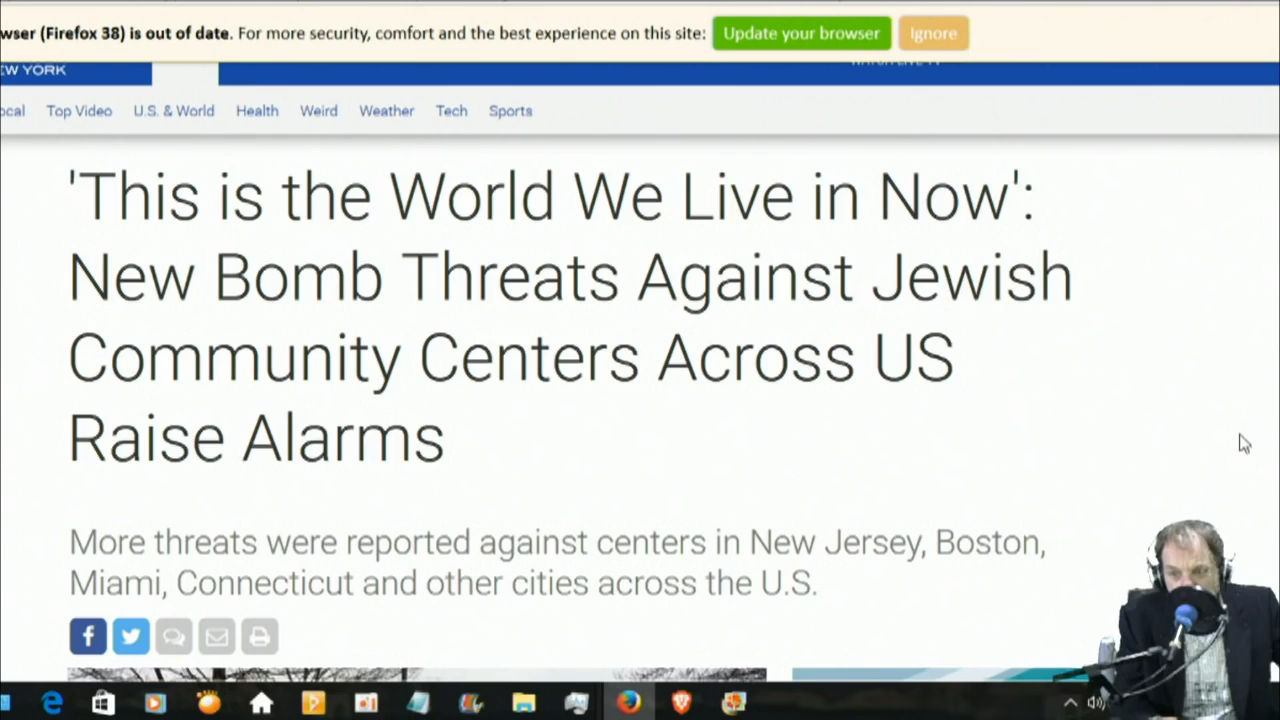 wser (Firefox 38) is out of date. For more security, comfort and the best experience on this site: Update your browser Ignore
EW YORK
ocal Top Video U.S. & World Health Weird Weather Tech Sports
'This is the World We Live in Now':
New Bomb Threats Against Jewish
Community Centers Across US
Raise Alarms
More threats were reported against centers in New Jersey, Boston,
Miami, Connecticut and other cities across the U.S.